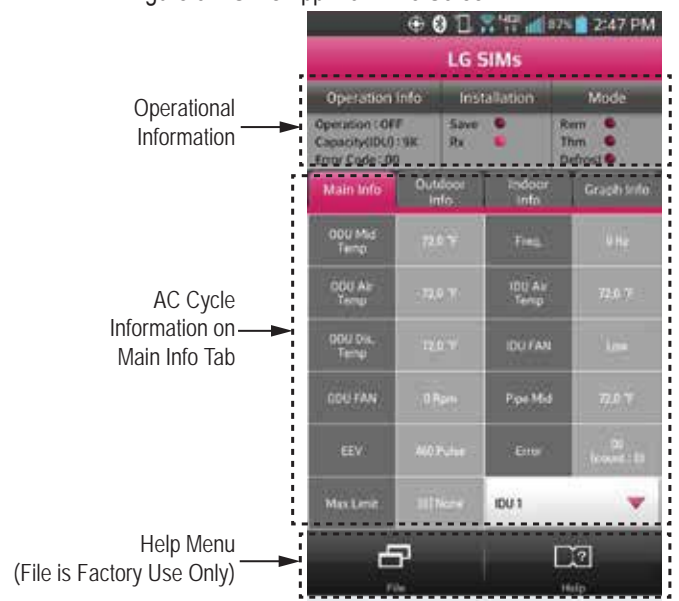 LG SIMs
87% 2:47 PM
Operation Info Installation Mode
Operation : OFF Save Rem
Capacity(IDU) : 9K Rx Thm
Error Code : 00 Defrost
Main Info Outdoor Info Indoor Info Graph Info
ODU Mid Temp 72.0 °F Freq. 0 Hz
ODU Air Temp 72.0 °F IDU Air Temp 72.0 °F
ODU Dis. Temp 72.0 °F IDU FAN Low
ODU FAN 0 Rpm Pipe Mid 72.0 °F
EEV 460 Pulse Error 00
Max Limit None IDU 1
File Help
Operational
Information
AC Cycle
Information on
Main Info Tab
Help Menu
(File is Factory Use Only)